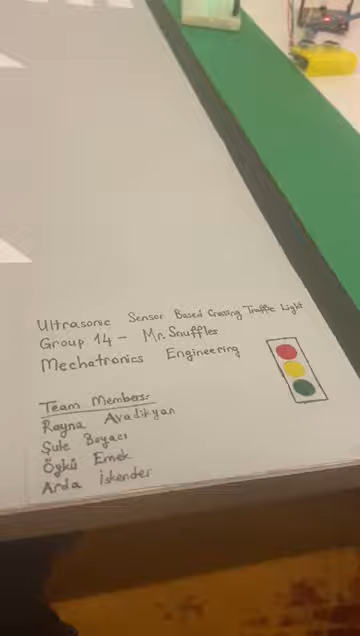 Ultrasonic Sensor Based Crossing Traffic Light
Group 14 - Mr. Snuffles
Mechatronics Engineering
Team Members:
Rayna Avadikyan
Şule Boyacı
Öykü Emek
Arda İskender